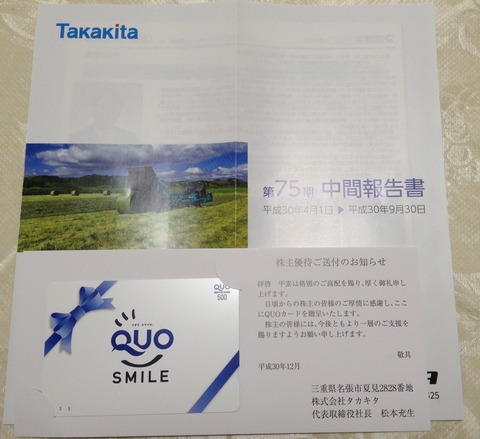 Takakita
第75期 中間報告書
平成30年4月1日 ▶ 平成30年9月30日
株主優待ご送付のお知らせ
拝啓 平素は格別のご高配を賜り、厚く御礼申し
上げます。
日頃からの株主の皆様のご厚情に感謝し、ここ
にQUOカードを贈呈いたします。
株主の皆様には、今後ともより一層のご支援を
賜りますようお願い申し上げます。
敬具
平成30年12月
三重県名張市夏見2828番地
株式会社タカキタ
代表取締役社長 松本充生
QUO
500
QUO
SMILE